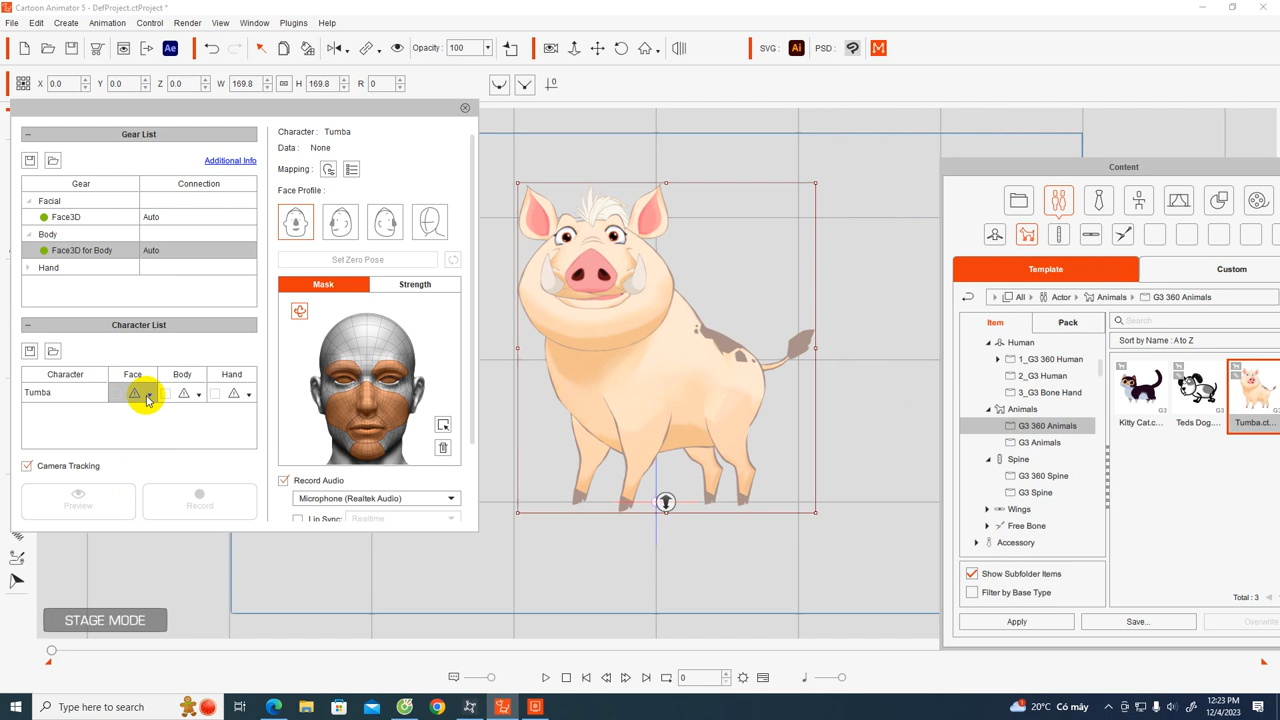 Cartoon Animator 5 - DefProject.ctProject *
File Edit Create Animation Control Render View Window Plugins Help
Ae Opacity : 100 SVG : Ai PSD : M
X 0.0 Y 0.0 Z 0.0 W 169.8 H 169.8 R 0
Gear List
Additional Info
Gear Connection
Facial
Face3D Auto
Body
Face3D for Body Auto
Hand
Character List
Character Face Body Hand
Tumba
Camera Tracking
Preview Record
Character : Tumba
Data : None
Mapping :
Face Profile :
Set Zero Pose
Mask Strength
Record Audio
Microphone (Realtek Audio)
Lip Sync: Realtime
STAGE MODE
Content
Template Custom
All Actor Animals G3 360 Animals
Item Pack Search
Sort by Name : A to Z
Human
1_G3 360 Human
2_G3 Human
3_G3 Bone Hand
Animals
G3 360 Animals
G3 Animals
Spine
G3 360 Spine
G3 Spine
Wings
Free Bone
Accessory
G3 G3
Kitty Cat.c... Teds Dog.... Tumba.ct...
Show Subfolder Items
Filter by Base Type
Total : 3
Apply Save... Overwrite
0
Type here to search
20°C Có mây
12:23 PM
12/4/2023